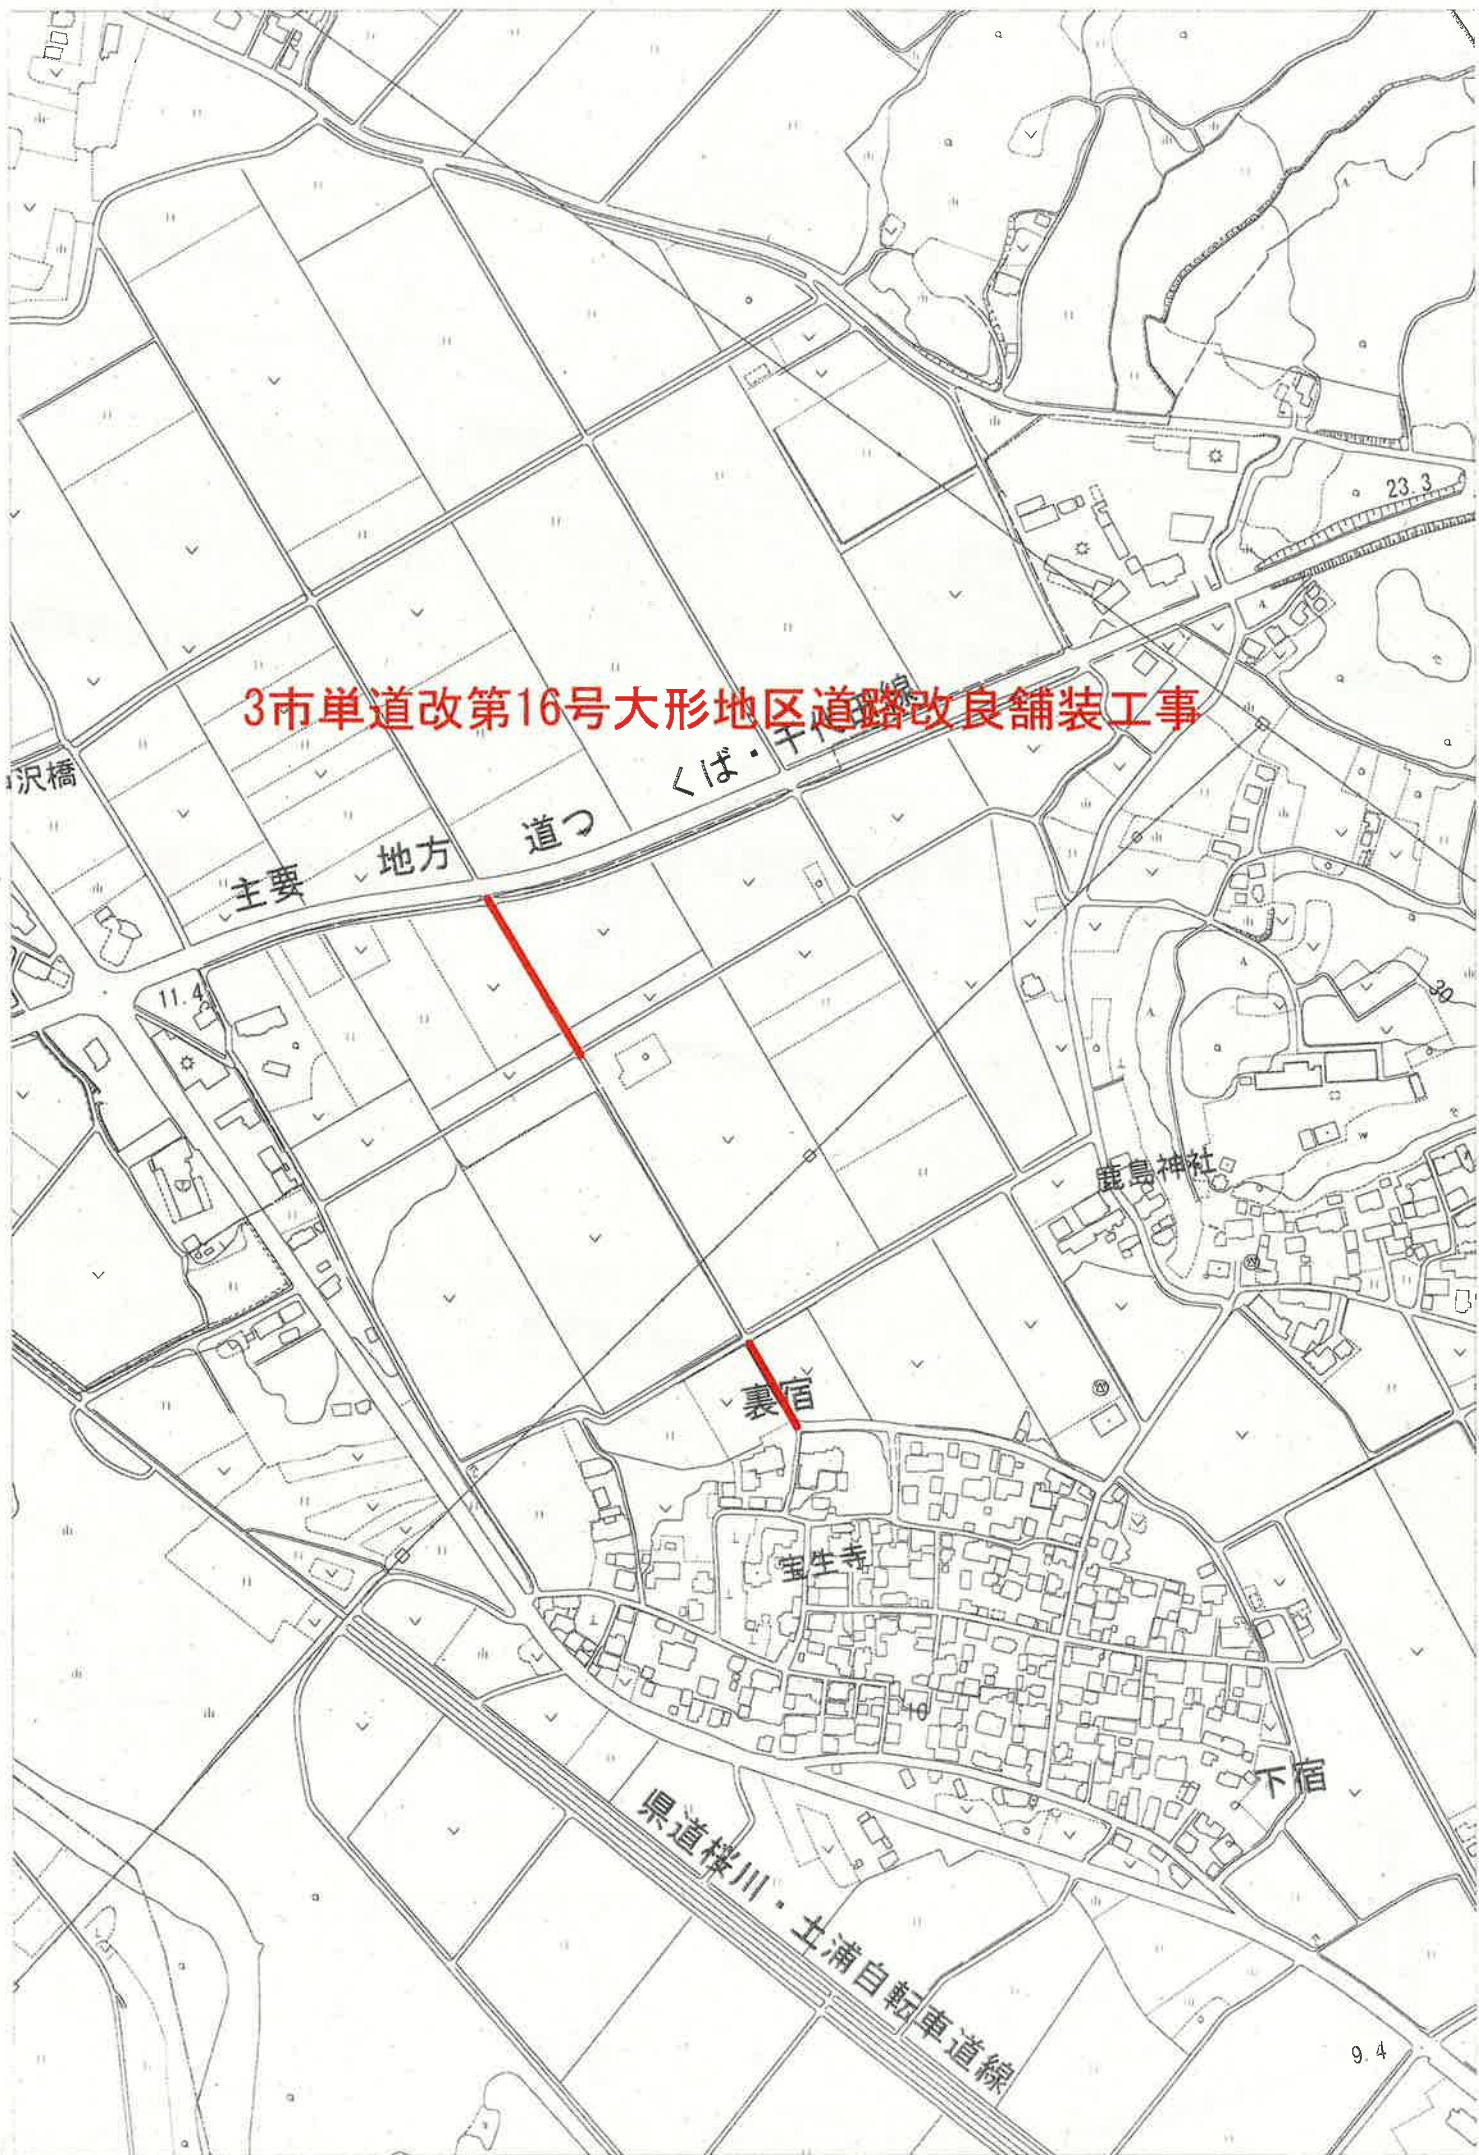 23.3
3市単道改第16号大形地区道路改良舗装工事
沢橋
主要地方道つくば・千代田線
11.4
30
鹿島神社
裏宿
宝生寺
10
下宿
県道桜川・土浦自転車道線
9.4